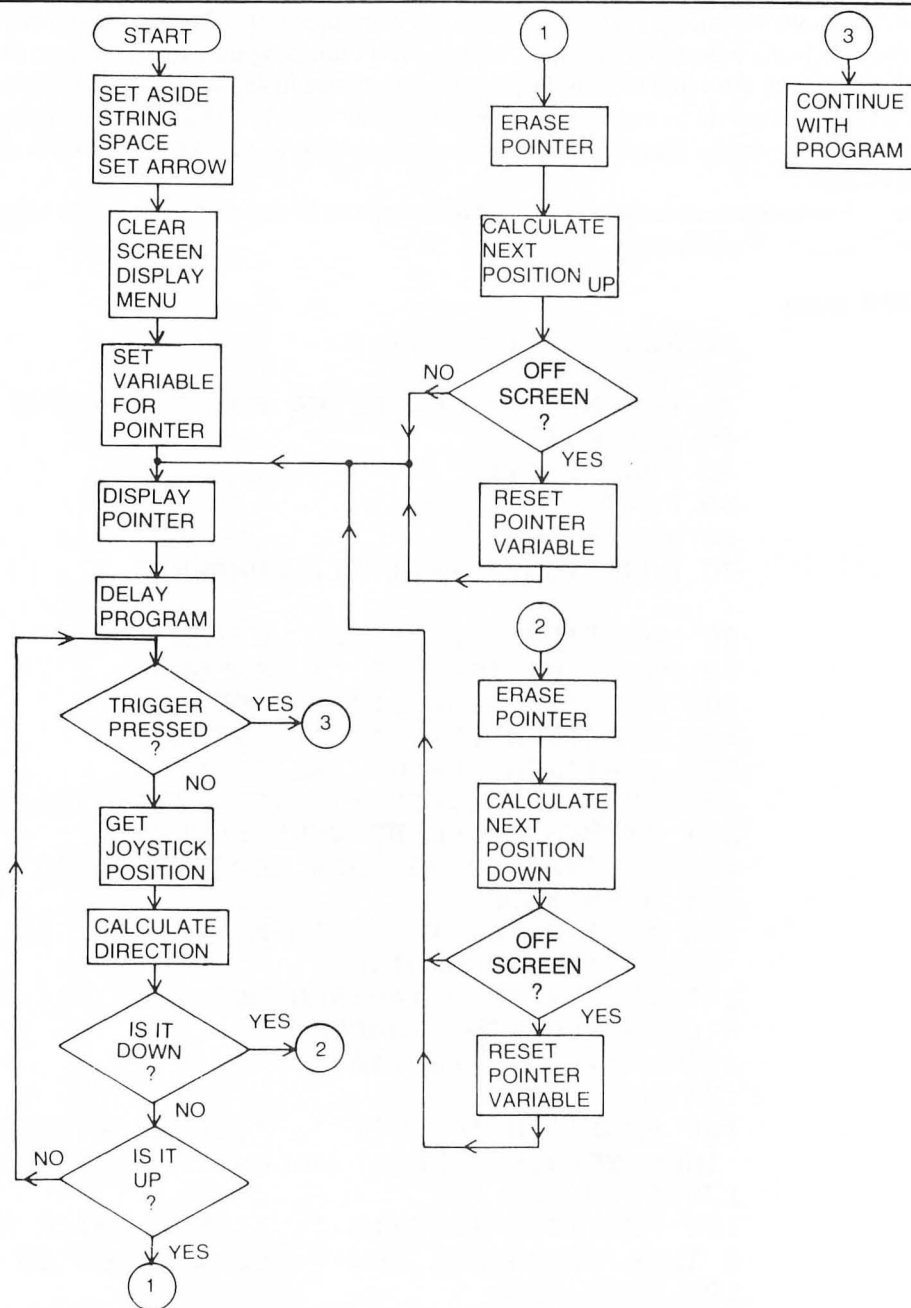 START
SET ASIDE
STRING
SPACE
SET ARROW
CLEAR
SCREEN
DISPLAY
MENU
SET
VARIABLE
FOR
POINTER
DISPLAY
POINTER
DELAY
PROGRAM
TRIGGER
PRESSED
?
YES
3
NO
GET
JOYSTICK
POSITION
CALCULATE
DIRECTION
IS IT
DOWN
?
YES
2
NO
IS IT
UP
?
NO
YES
1
1
ERASE
POINTER
CALCULATE
NEXT
POSITION UP
OFF
SCREEN
?
NO
YES
RESET
POINTER
VARIABLE
2
ERASE
POINTER
CALCULATE
NEXT
POSITION
DOWN
OFF
SCREEN
?
YES
RESET
POINTER
VARIABLE
3
CONTINUE
WITH
PROGRAM